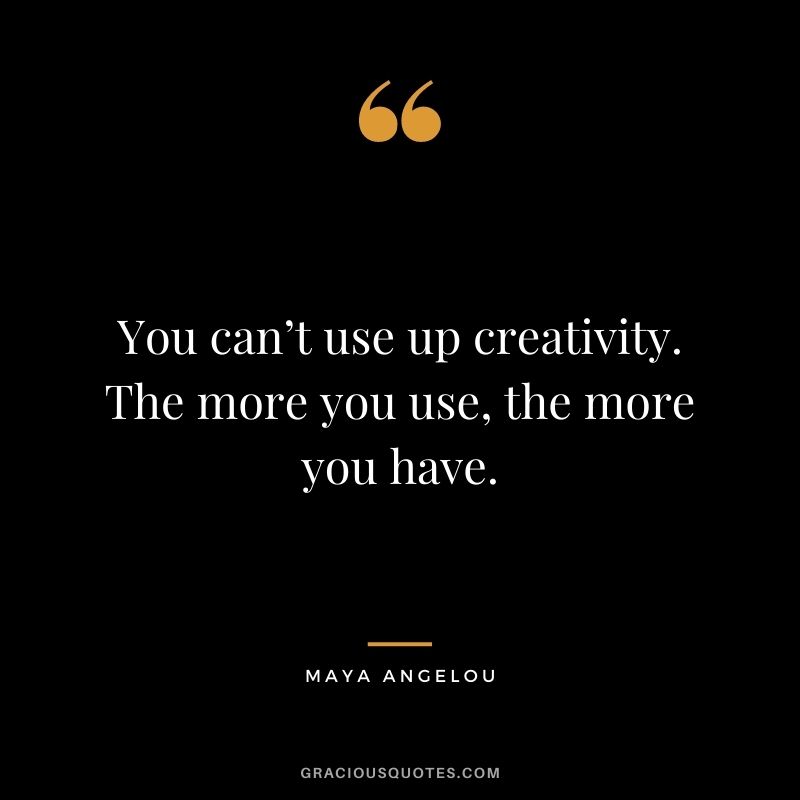 ❝
You can’t use up creativity.
The more you use, the more
you have.
MAYA ANGELOU
GRACIOUSQUOTES.COM